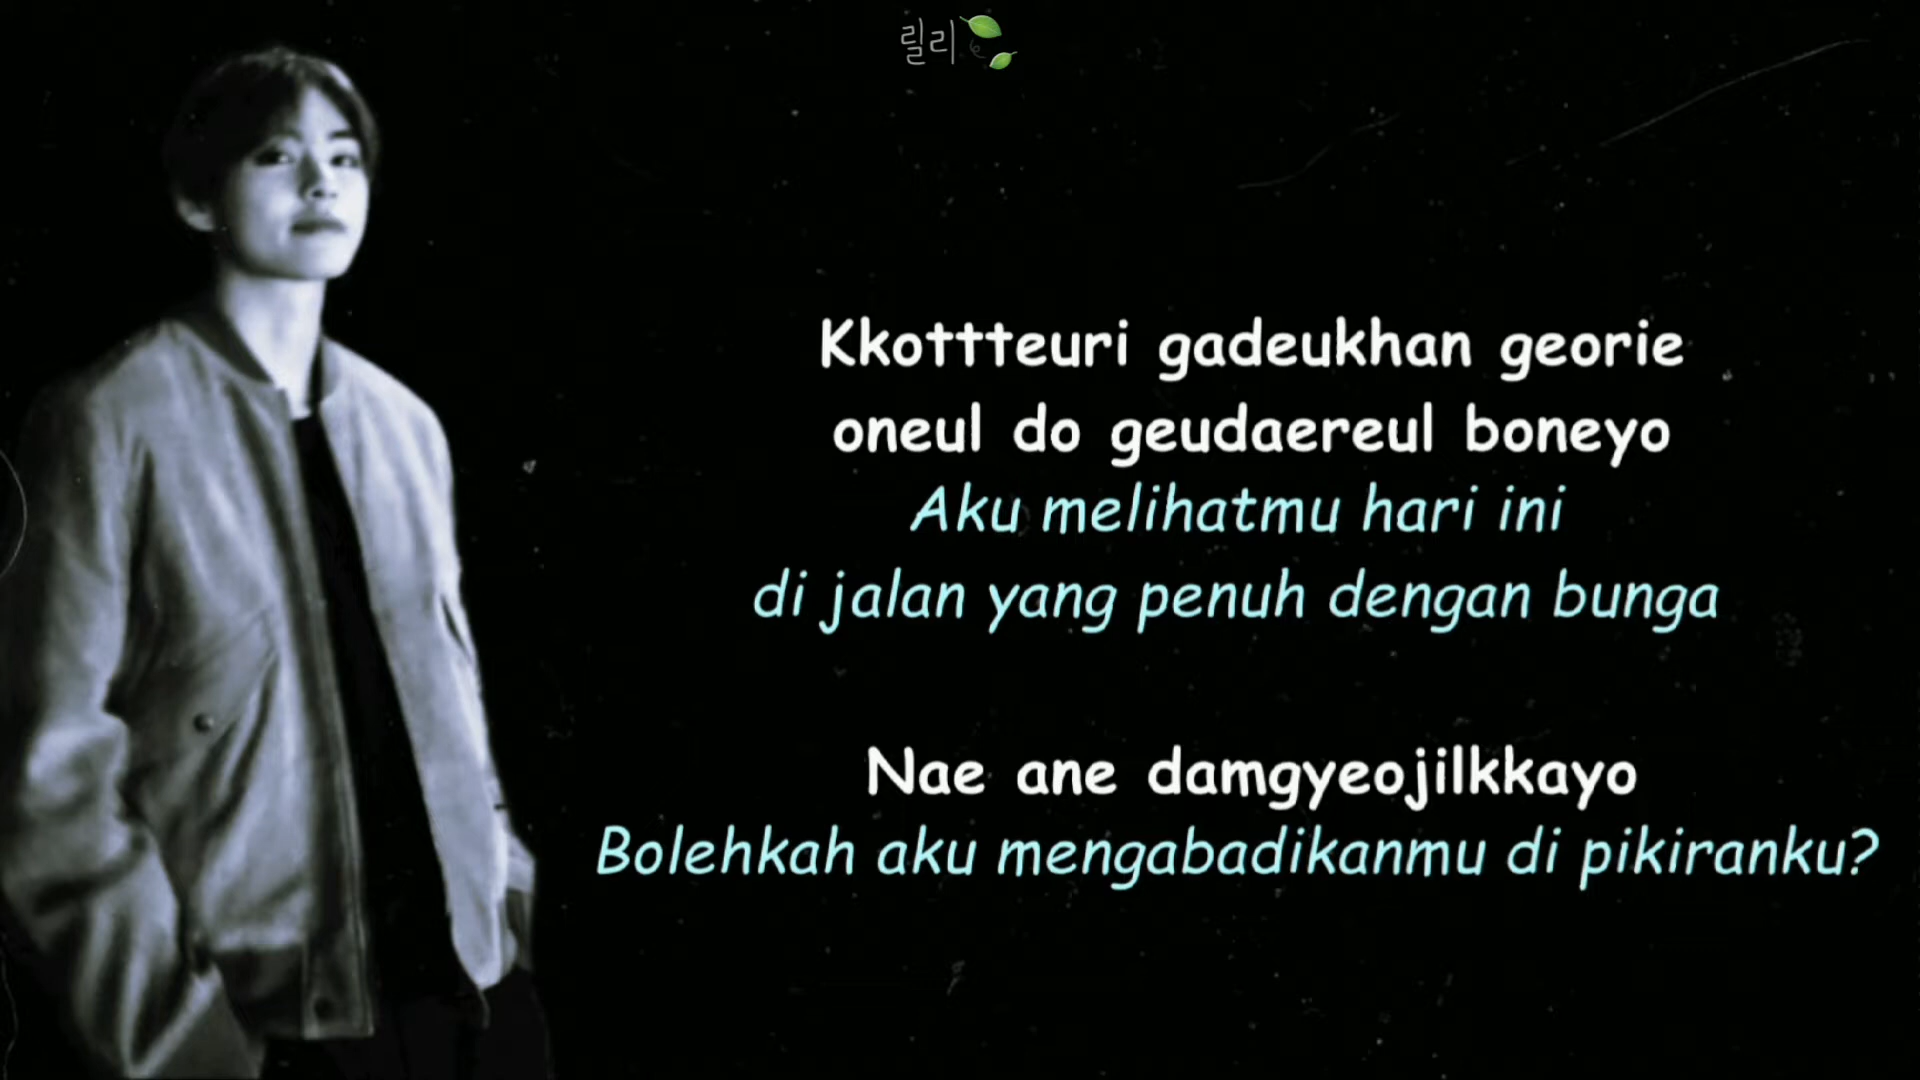 릴리
Kkottteuri gadeukhan georie
oneul do geudaereul boneyo
Aku melihatmu hari ini
di jalan yang penuh dengan bunga
Nae ane damgyeojilkkayo
Bolehkah aku mengabadikanmu di pikiranku?